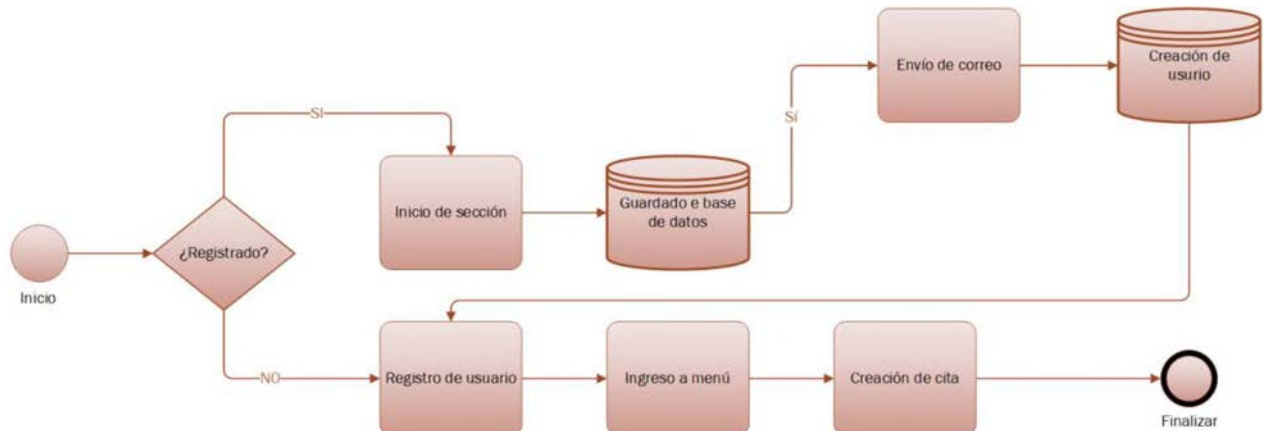 Envío de correo
Creación de
usurio
SI
Sí
Inicio de sección
Guardado e base
de datos
¿Registrado?
Inicio
NO
Registro de usuario
Ingreso a menú
Creación de cita
Finalizar